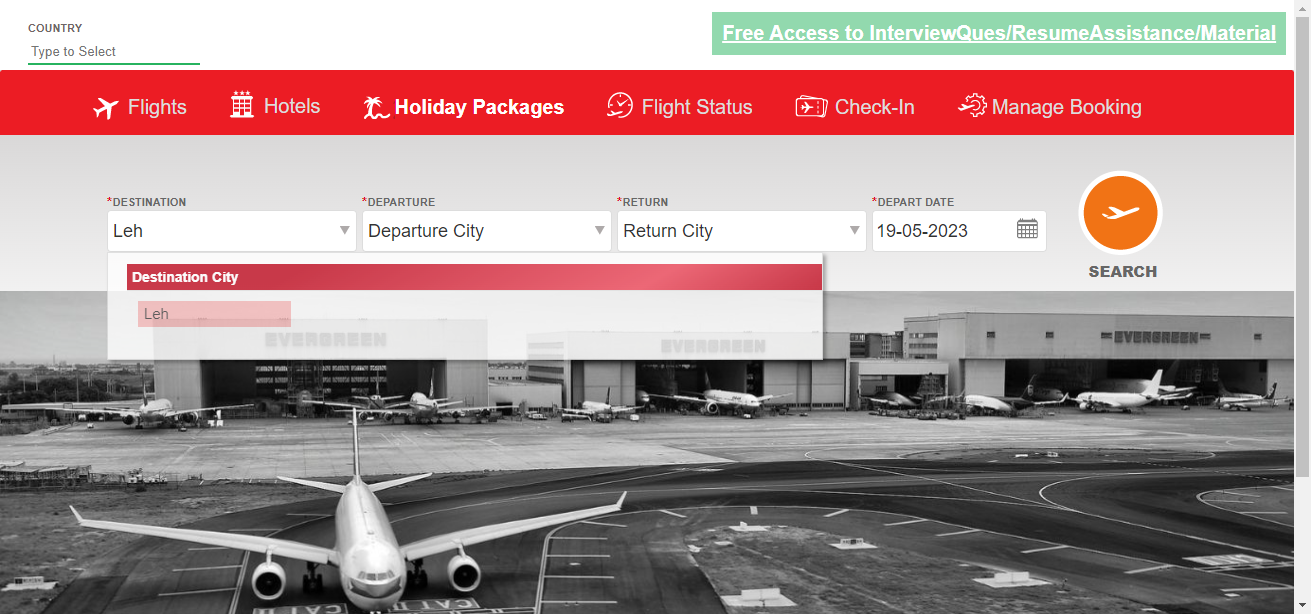 COUNTRY
Type to Select
Free Access to InterviewQues/ResumeAssistance/Material
Flights
Hotels
Holiday Packages
Flight Status
Check-In
Manage Booking
*DESTINATION
*DEPARTURE
*RETURN
*DEPART DATE
Leh
Departure City
Return City
19-05-2023
SEARCH
Destination City
Leh
EVERGREEN
EVERGREEN
EVERGREEN